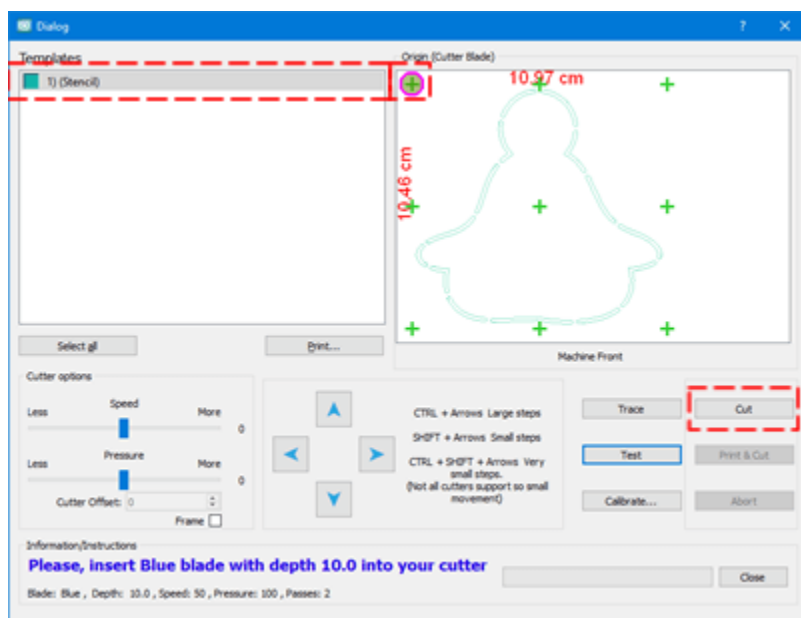 Dialog
? ×
Templates
Origin (Cutter Blade)
1) (Stencil)
10.97 cm
10.46 cm
Select all
Print...
Machine Front
Cutter options
Speed
Less
More
0
Pressure
Less
More
0
Cutter Offset: 0
Frame
CTRL + Arrows Large steps
SHIFT + Arrows Small steps
CTRL + SHIFT + Arrows Very
small steps.
(Not all cutters support so small
movement)
Trace
Cut
Test
Print & Cut
Calibrate...
Abort
Information/Instructions
Please, insert Blue blade with depth 10.0 into your cutter
Close
Blade: Blue , Depth: 10.0 , Speed: 50 , Pressure: 100 , Passes: 2